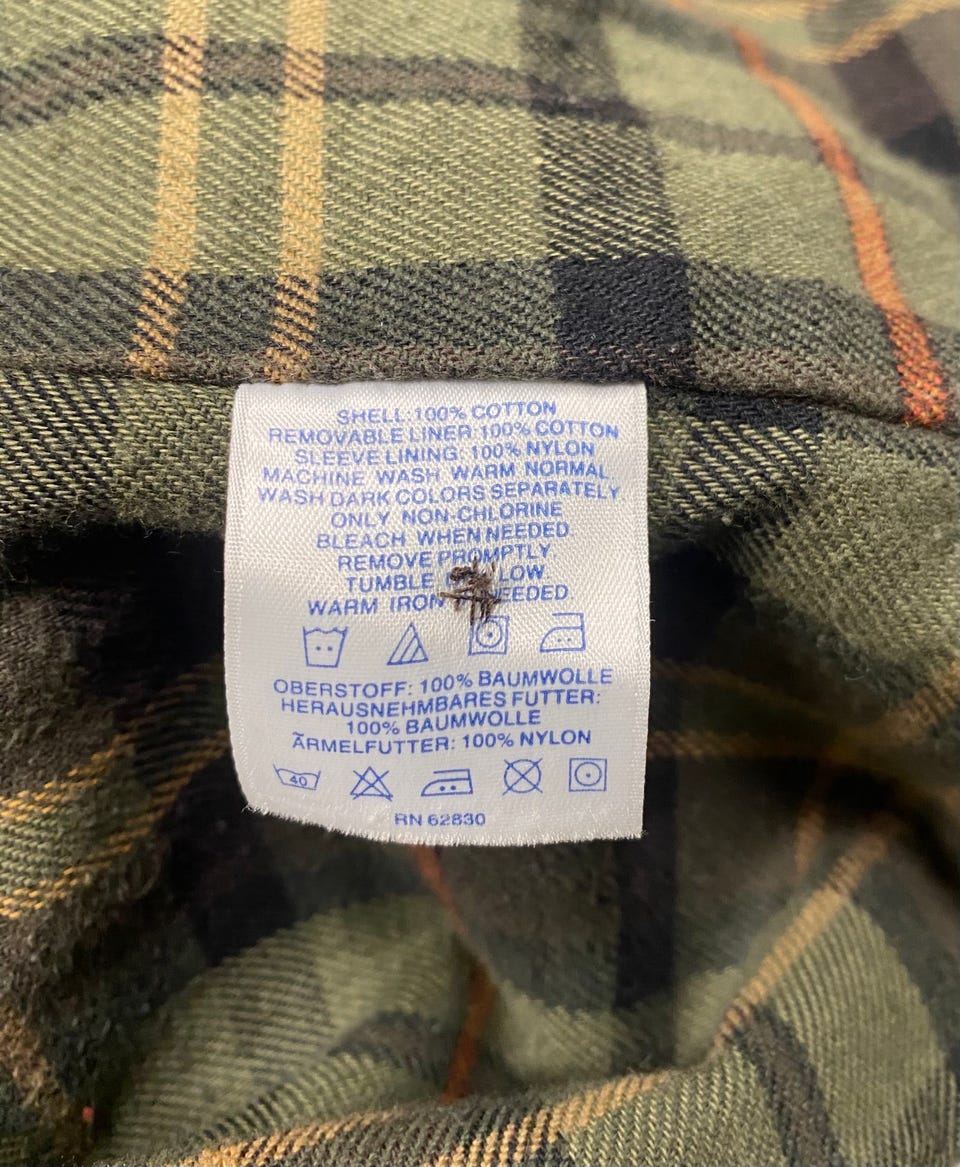 SHELL:100% COTTON
REMOVABLE LINER:100% COTTON
SLEEVE LINING: 100% NYLON
MACHINE WASH WARM NORMAL
WASH DARK COLORS SEPARATELY
ONLY NON-CHLORINE
BLEACH WHEN NEEDED
REMOVE PROMPTLY
TUMBLE LOW
WARM IRON
OBERSTOFF: 100% BAUMWOLLE
HERAUSNEHMBARES FUTTER:
100% BAUMWOLLE
ÃRMELFUTTER: 100% NYLON
40
RN 62830